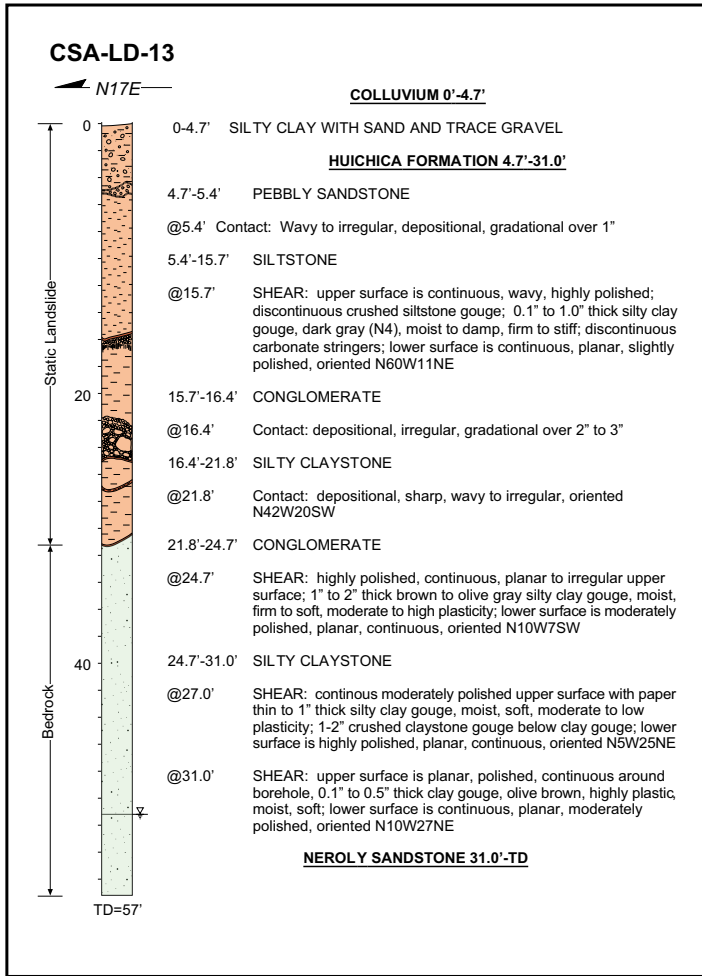 CSA-LD-13
N17E
COLLUVIUM 0’-4.7’
0
0-4.7’ SILTY CLAY WITH SAND AND TRACE GRAVEL
HUICHICA FORMATION 4.7’-31.0’
4.7’-5.4’ PEBBLY SANDSTONE
@5.4’ Contact: Wavy to irregular, depositional, gradational over 1”
5.4’-15.7’ SILTSTONE
@15.7’ SHEAR: upper surface is continuous, wavy, highly polished;
discontinuous crushed siltstone gouge; 0.1” to 1.0” thick silty clay
gouge, dark gray (N4), moist to damp, firm to stiff; discontinuous
carbonate stringers; lower surface is continuous, planar, slightly
polished, oriented N60W11NE
Static Landslide
20
15.7’-16.4’ CONGLOMERATE
@16.4’ Contact: depositional, irregular, gradational over 2” to 3”
16.4’-21.8’ SILTY CLAYSTONE
@21.8’ Contact: depositional, sharp, wavy to irregular, oriented
N42W20SW
21.8’-24.7’ CONGLOMERATE
@24.7’ SHEAR: highly polished, continuous, planar to irregular upper
surface; 1” to 2” thick brown to olive gray silty clay gouge, moist,
firm to soft, moderate to high plasticity; lower surface is moderately
polished, planar, continuous, oriented N10W7SW
40
24.7’-31.0’ SILTY CLAYSTONE
@27.0’ SHEAR: continous moderately polished upper surface with paper
thin to 1” thick silty clay gouge, moist, soft, moderate to low
plasticity; 1-2” crushed claystone gouge below clay gouge; lower
surface is highly polished, planar, continuous, oriented N5W25NE
Bedrock
@31.0’ SHEAR: upper surface is planar, polished, continuous around
borehole, 0.1” to 0.5” thick clay gouge, olive brown, highly plastic,
moist, soft; lower surface is continuous, planar, moderately
polished, oriented N10W27NE
NEROLY SANDSTONE 31.0’-TD
TD=57’